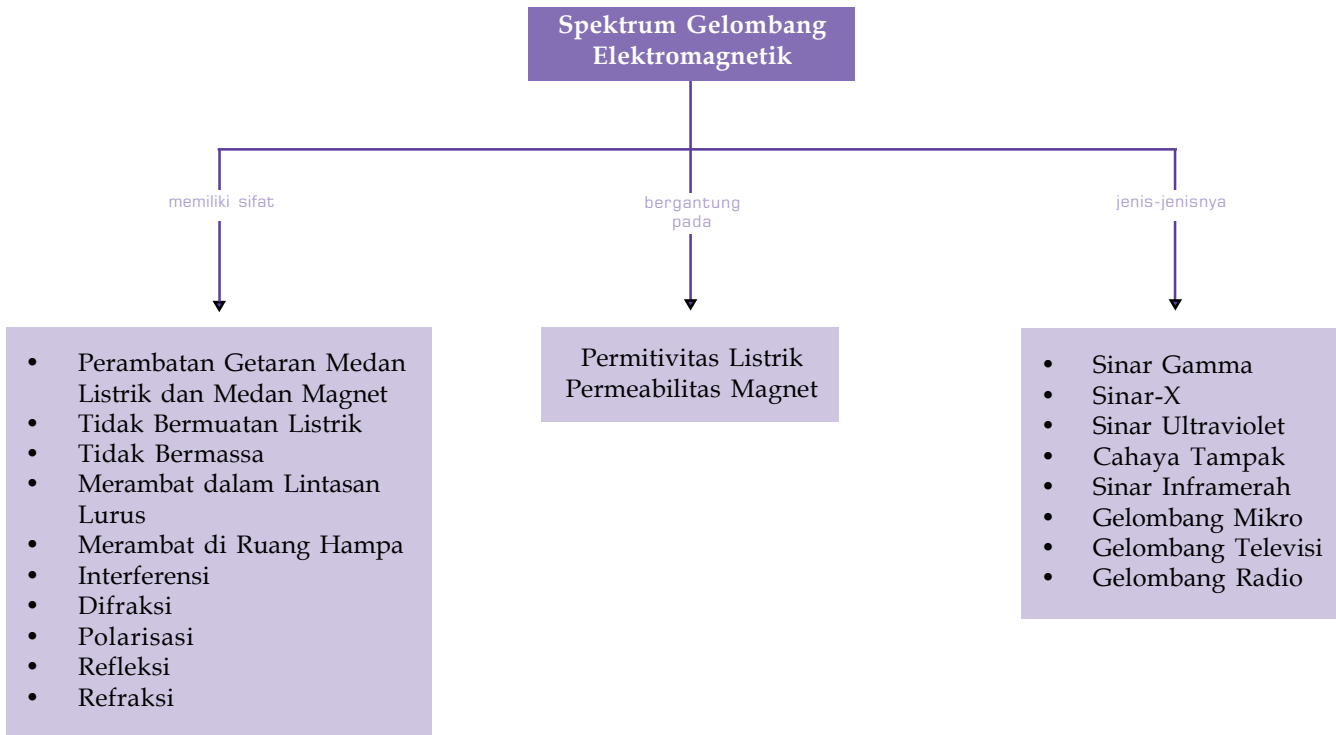 Spektrum Gelombang
Elektromagnetik
memiliki sifat
bergantung
pada
jenis-jenisnya
• Perambatan Getaran Medan
Listrik dan Medan Magnet
• Tidak Bermuatan Listrik
• Tidak Bermassa
• Merambat dalam Lintasan
Lurus
• Merambat di Ruang Hampa
• Interferensi
• Difraksi
• Polarisasi
• Refleksi
• Refraksi
Permitivitas Listrik
Permeabilitas Magnet
• Sinar Gamma
• Sinar-X
• Sinar Ultraviolet
• Cahaya Tampak
• Sinar Inframerah
• Gelombang Mikro
• Gelombang Televisi
• Gelombang Radio